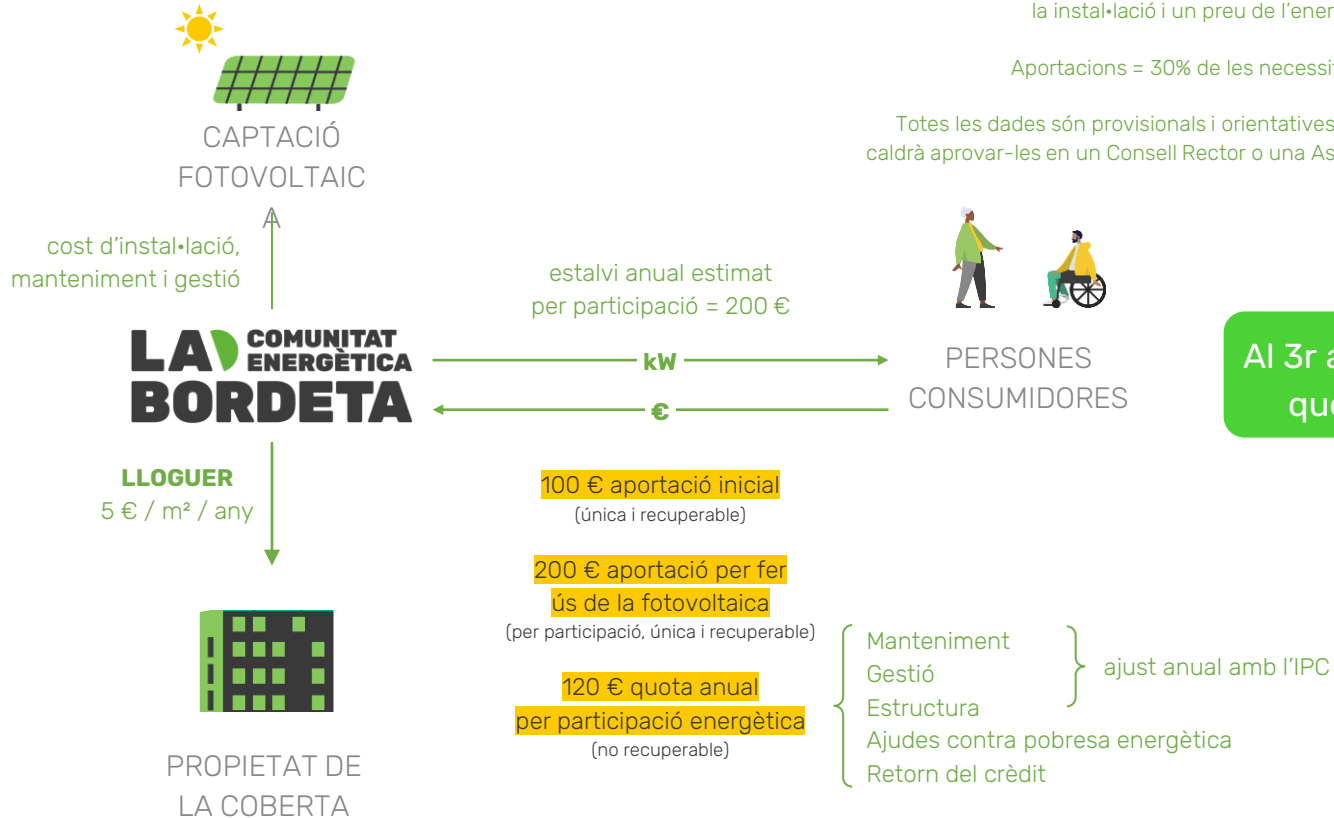 la instal•lació i un preu de l'ener
Aportacions = 30% de les necessit
Totes les dades són provisionals i orientatives
caldrà aprovar-les en un Consell Rector o una As
CAPTACIÓ
FOTOVOLTAIC
A
cost d'instal•lació,
manteniment i gestió
estalvi anual estimat
per participació = 200 €
LA COMUNITAT
ENERGÈTICA
BORDETA
kW
€
PERSONES
CONSUMIDORES
Al 3r a
quo
LLOGUER
5 € / m² / any
100 € aportació inicial
(única i recuperable)
200 € aportació per fer
ús de la fotovoltaica
(per participació, única i recuperable)
120 € quota anual
per participació energètica
(no recuperable)
Manteniment
Gestió
Estructura
Ajudes contra pobresa energètica
Retorn del crèdit
ajust anual amb l'IPC
PROPIETAT DE
LA COBERTA